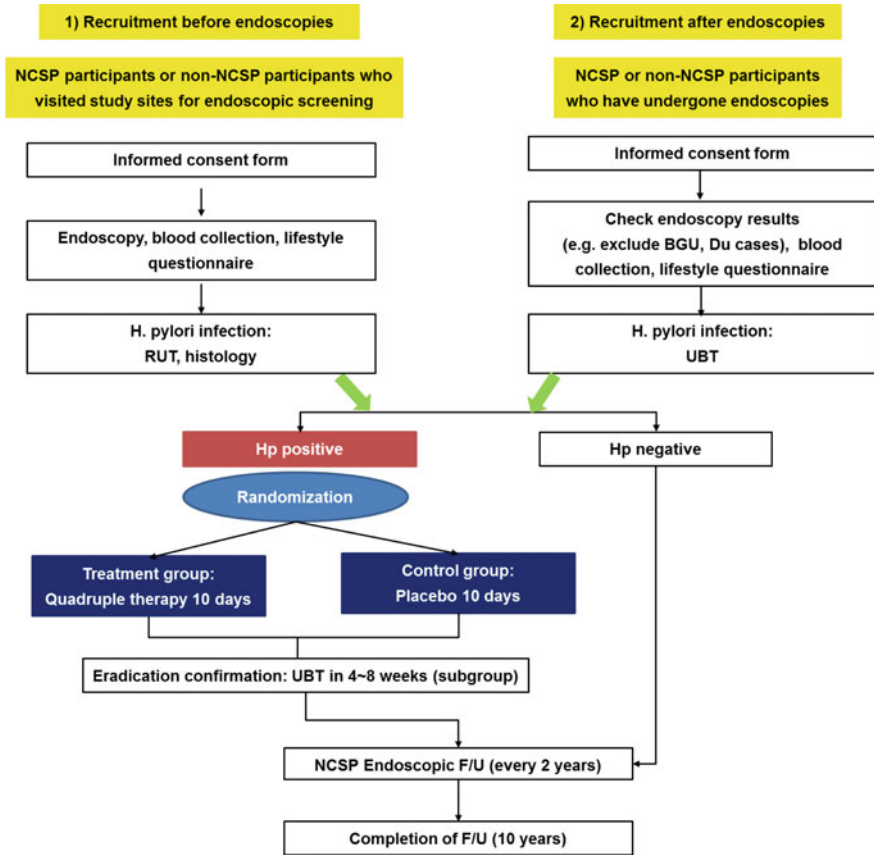 1) Recruitment before endoscopies
NCSP participants or non-NCSP participants who
visited study sites for endoscopic screening
Informed consent form
Endoscopy, blood collection, lifestyle
questionnaire
H. pylori infection:
RUT, histology
2) Recruitment after endoscopies
NCSP or non-NCSP participants
who have undergone endoscopies
Informed consent form
Check endoscopy results
(e.g. exclude BGU, Du cases), blood
collection, lifestyle questionnaire
H. pylori infection:
UBT
Hp positive
Hp negative
Randomization
Treatment group:
Quadruple therapy 10 days
Control group:
Placebo 10 days
Eradication confirmation: UBT in 4~8 weeks (subgroup)
NCSP Endoscopic F/U (every 2 years)
Completion of F/U (10 years)